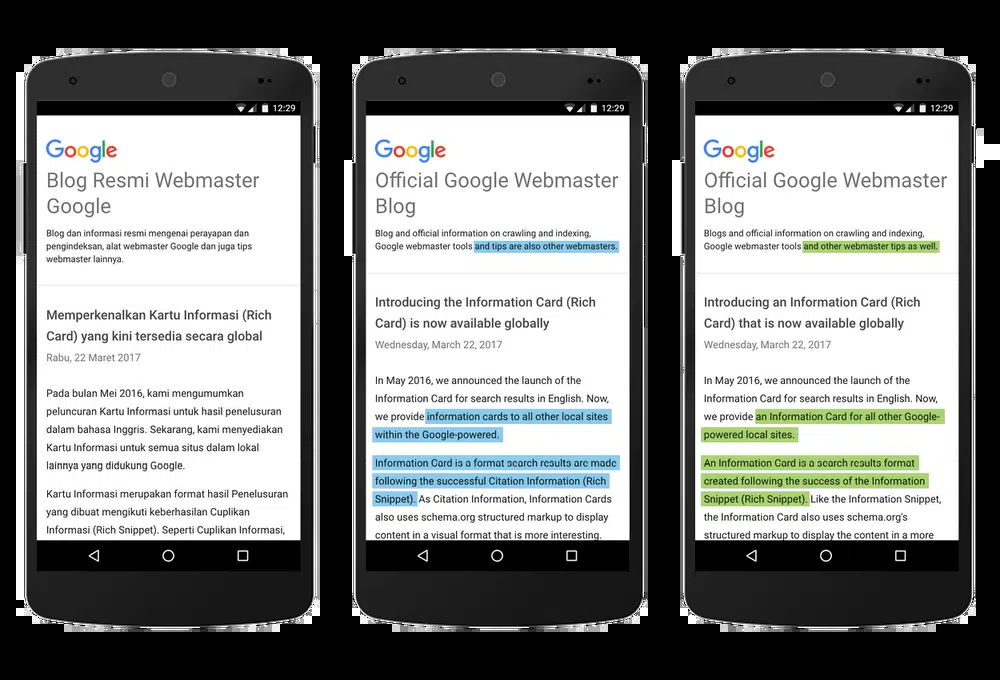 12:29
Google
Blog Resmi Webmaster
Google
Blog dan informasi resmi mengenai perayapan dan
pengindeksan, alat webmaster Google dan juga tips
webmaster lainnya.
Memperkenalkan Kartu Informasi (Rich
Card) yang kini tersedia secara global
Rabu, 22 Maret 2017
Pada bulan Mei 2016, kami mengumumkan
peluncuran Kartu Informasi untuk hasil penelusuran
dalam bahasa Inggris. Sekarang, kami menyediakan
Kartu Informasi untuk semua situs dalam lokal
lainnya yang didukung Google.
Kartu Informasi merupakan format hasil Penelusuran
yang dibuat mengikuti keberhasilan Cuplikan
Informasi (Rich Snippet). Seperti Cuplikan Informasi,
12:29
Google
Official Google Webmaster
Blog
Blog and official information on crawling and indexing,
Google webmaster tools and tips are also other webmasters.
Introducing the Information Card (Rich
Card) is now available globally
Wednesday, March 22, 2017
In May 2016, we announced the launch of the
Information Card for search results in English. Now,
we provide information cards to all other local sites
within the Google-powered.
Information Card is a format search results are made
following the successful Citation Information (Rich
Snippet). As Citation Information, Information Cards
also uses schema.org structured markup to display
content in a visual format that is more interesting.
12:29
Google
Official Google Webmaster
Blog
Blogs and official information on crawling and indexing,
Google webmaster tools and other webmaster tips as well.
Introducing an Information Card (Rich
Card) that is now available globally
Wednesday, March 22, 2017
In May 2016, we announced the launch of the
Information Card for search results in English. Now,
we provide an Information Card for all other Google-
powered local sites.
An Information Card is a search results format
created following the success of the Information
Snippet (Rich Snippet). Like the Information Snippet,
the Information Card also uses schema.org's
structured markup to display the content in a more